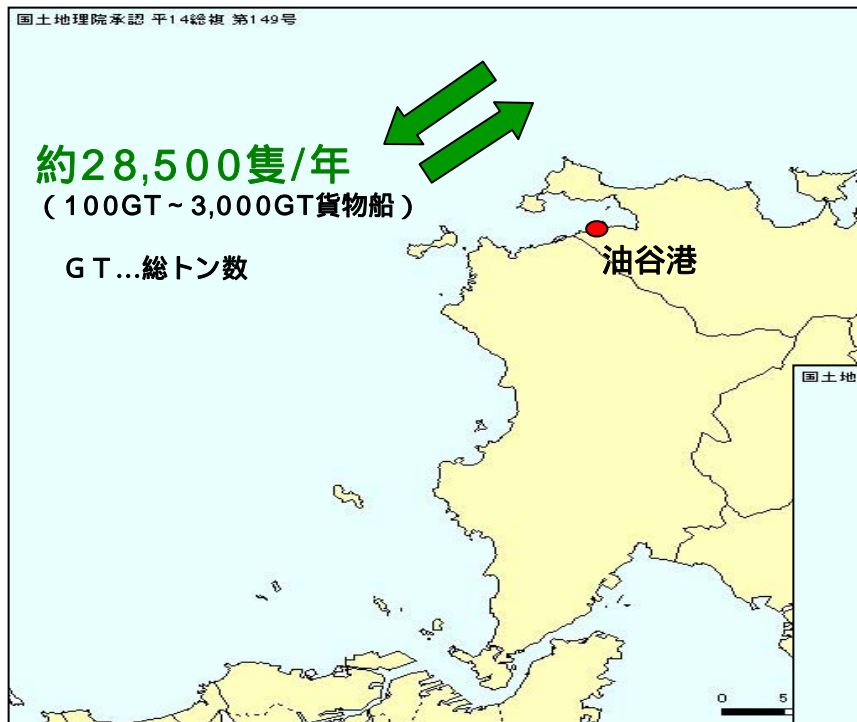 国土地理院承認 平14総複 第149号
約28,500隻/年
（100GT～3,000GT貨物船）
GT…総トン数
油谷港
国土地
0 5